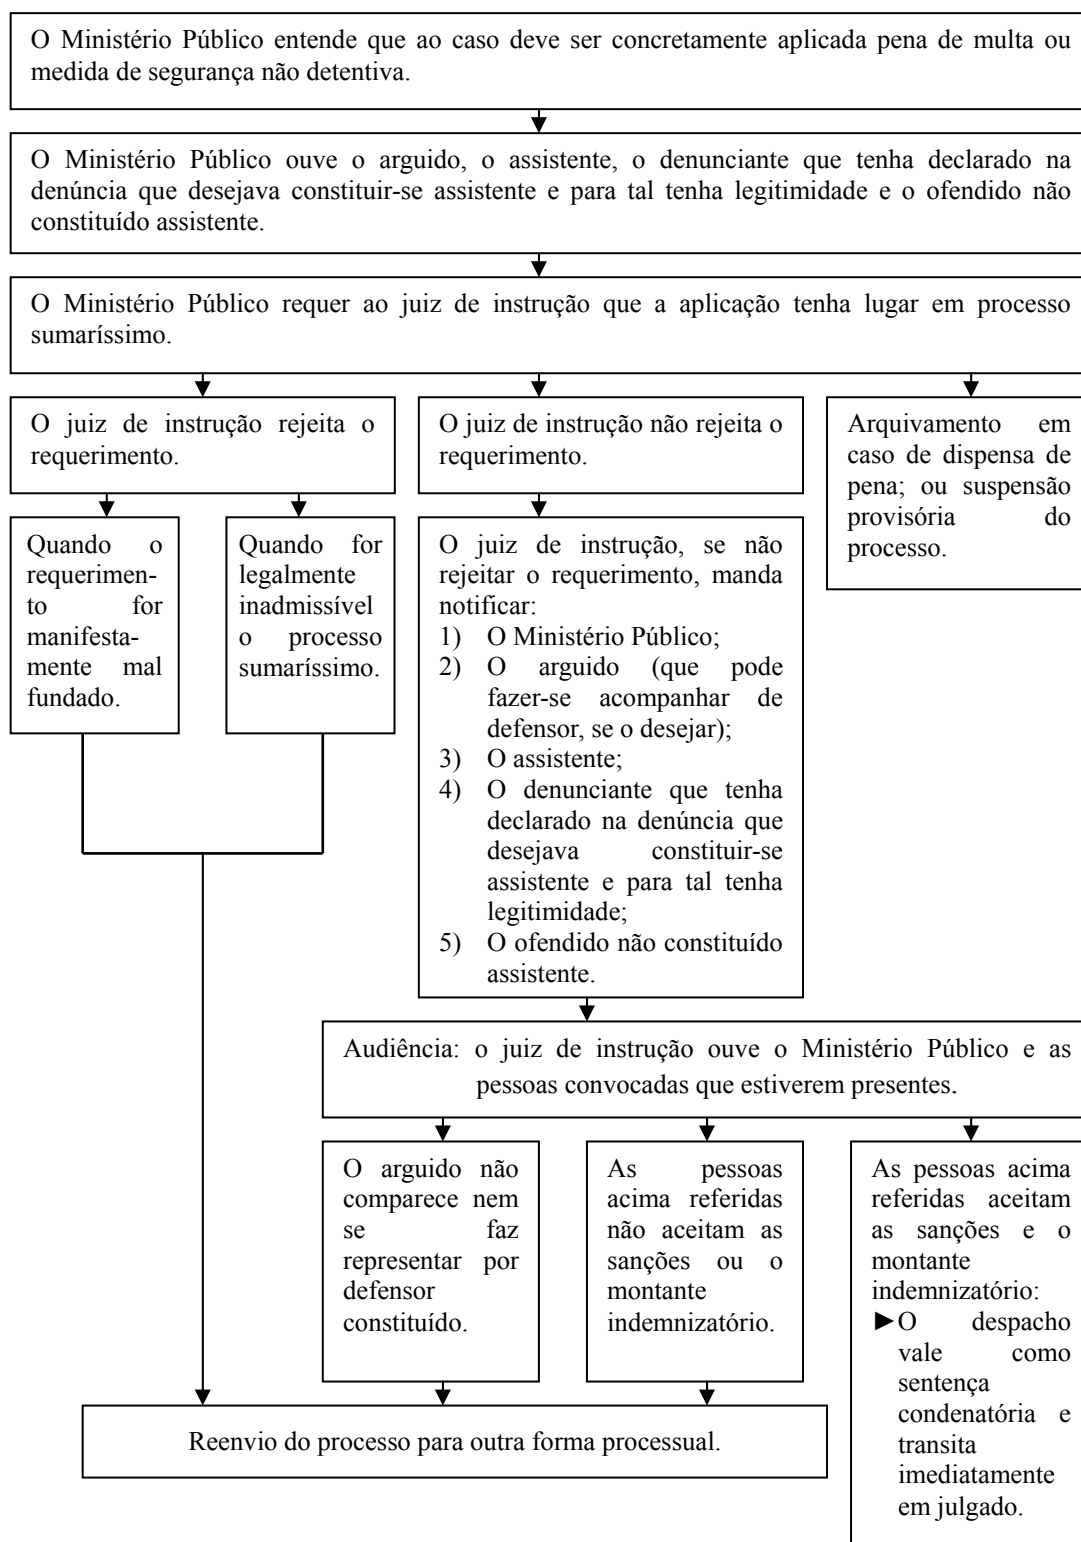 O Ministério Público entende que ao caso deve ser concretamente aplicada pena de multa ou
medida de segurança não detentiva.
O Ministério Público ouve o arguido, o assistente, o denunciante que tenha declarado na
denúncia que desejava constituir-se assistente e para tal tenha legitimidade e o ofendido não
constituído assistente.
O Ministério Público requer ao juiz de instrução que a aplicação tenha lugar em processo
sumaríssimo.
O juiz de instrução rejeita o
requerimento.
O juiz de instrução não rejeita o
requerimento.
Arquivamento em
caso de dispensa de
pena; ou suspensão
provisória do
processo.
Quando o
requerimen-
to for
manifesta-
mente mal
fundado.
Quando for
legalmente
inadmissível
o processo
sumaríssimo.
O juiz de instrução, se não
rejeitar o requerimento, manda
notificar:
1) O Ministério Público;
2) O arguido (que pode
fazer-se acompanhar de
defensor, se o desejar);
3) O assistente;
4) O denunciante que tenha
declarado na denúncia que
desejava constituir-se
assistente e para tal tenha
legitimidade;
5) O ofendido não constituído
assistente.
Audiência: o juiz de instrução ouve o Ministério Público e as
pessoas convocadas que estiverem presentes.
O arguido não
comparece nem
se faz
representar por
defensor
constituído.
As pessoas
acima referidas
não aceitam as
sanções ou o
montante
indemnizatório.
As pessoas acima
referidas aceitam
as sanções e o
montante
indemnizatório:
►O despacho
vale como
sentença
condenatória e
transita
imediatamente
em julgado.
Reenvio do processo para outra forma processual.